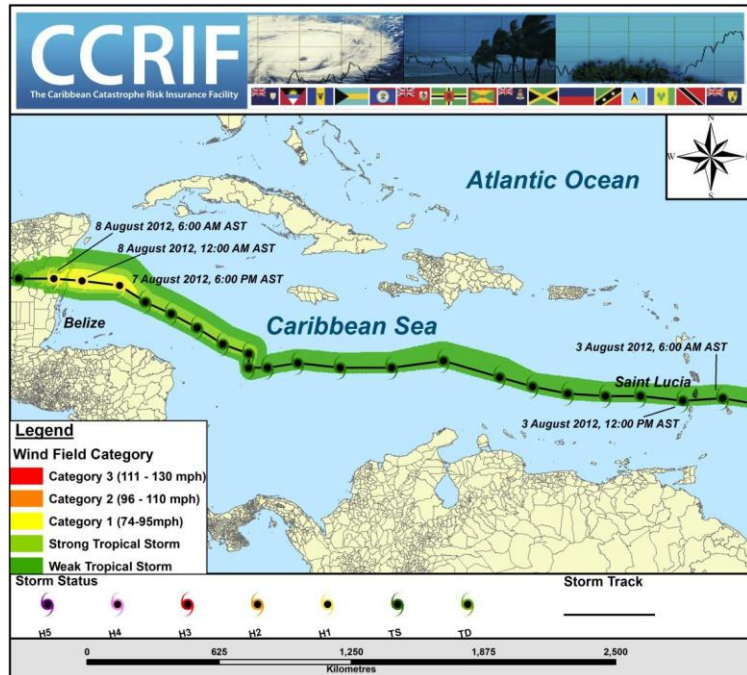 CCRIF
The Caribbean Catastrophe Risk Insurance Facility
N
W
S
Atlantic Ocean
8 August 2012, 6:00 AM AST
8 August 2012, 12:00 AM AST
7 August 2012, 6:00 PM AST
Belize
Caribbean Sea
3 August 2012, 6:00 AM AST
Saint Lucia
3 August 2012, 12:00 PM AST
Legend
Wind Field Category
Category 3 (111 - 130 mph)
Category 2 (96 - 110 mph)
Category 1 (74-95mph)
Strong Tropical Storm
Weak Tropical Storm
Storm Status
Storm Track
H5
H4
H3
H2
H1
TS
TD
0
625
1,250
1,875
2,500
Kilometres